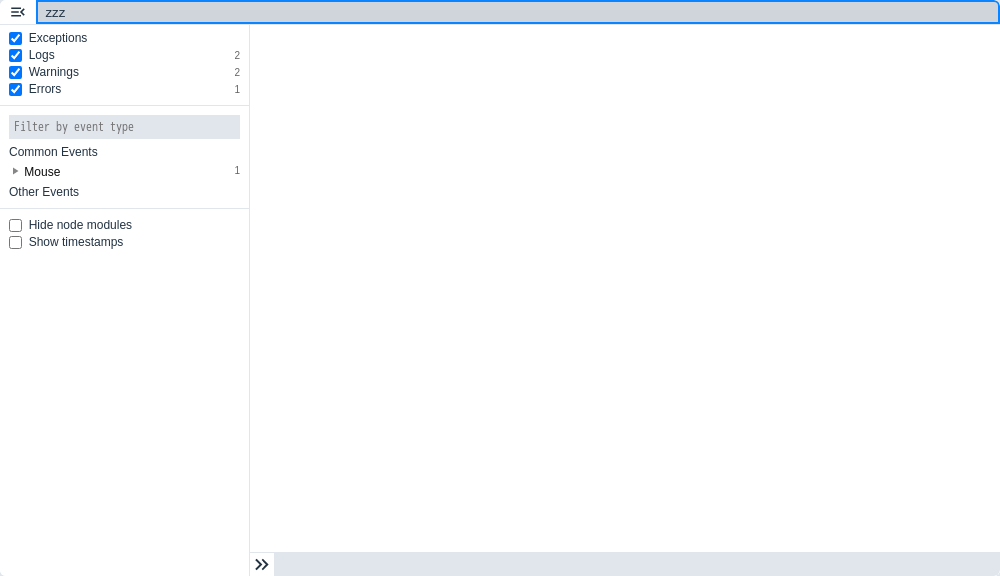 zzz
Exceptions
Logs 2
Warnings 2
Errors 1
Filter by event type
Common Events
Mouse 1
Other Events
Hide node modules
Show timestamps